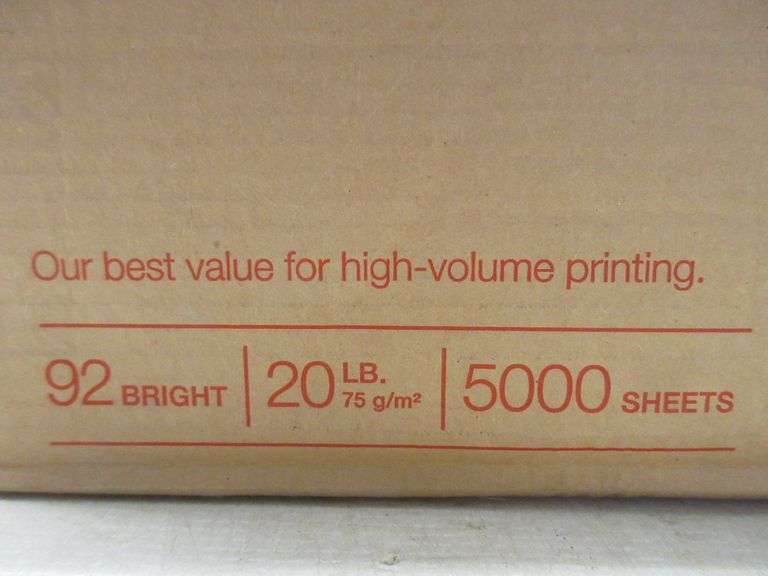 Our best value for high-volume printing.
92 BRIGHT | 20 LB. 75 g/m² | 5000 SHEETS